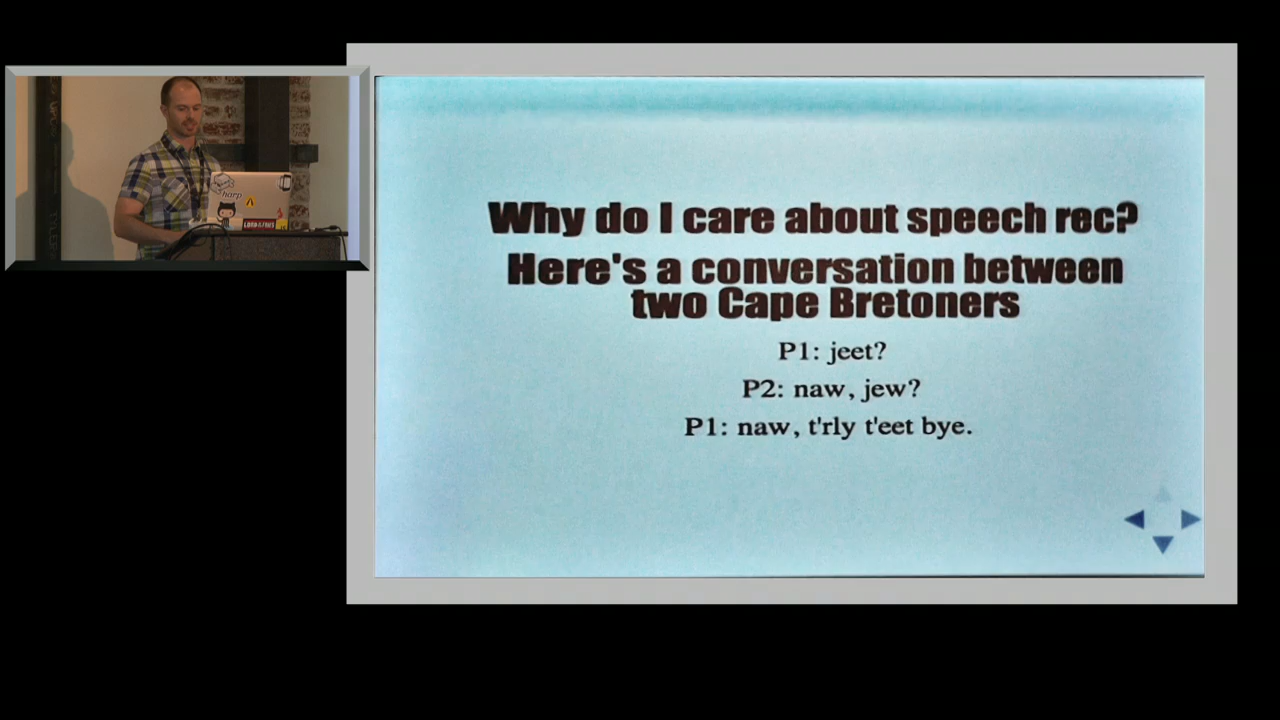 Why do I care about speech rec?
Here's a conversation between
two Cape Bretoners
P1: jeet?
P2: naw, jew?
P1: naw, t'rly t'eet bye.
harp